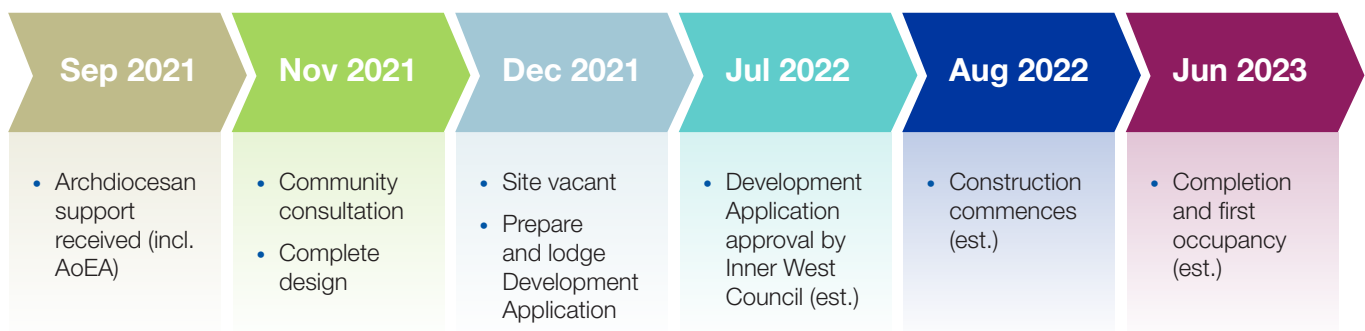 Sep 2021
Nov 2021
Dec 2021
Jul 2022
Aug 2022
Jun 2023
• Archdiocesan
support
received (incl.
AoEA)
• Community
consultation
• Complete
design
• Site vacant
• Prepare
and lodge
Development
Application
• Development
Application
approval by
Inner West
Council (est.)
• Construction
commences
(est.)
• Completion
and first
occupancy
(est.)